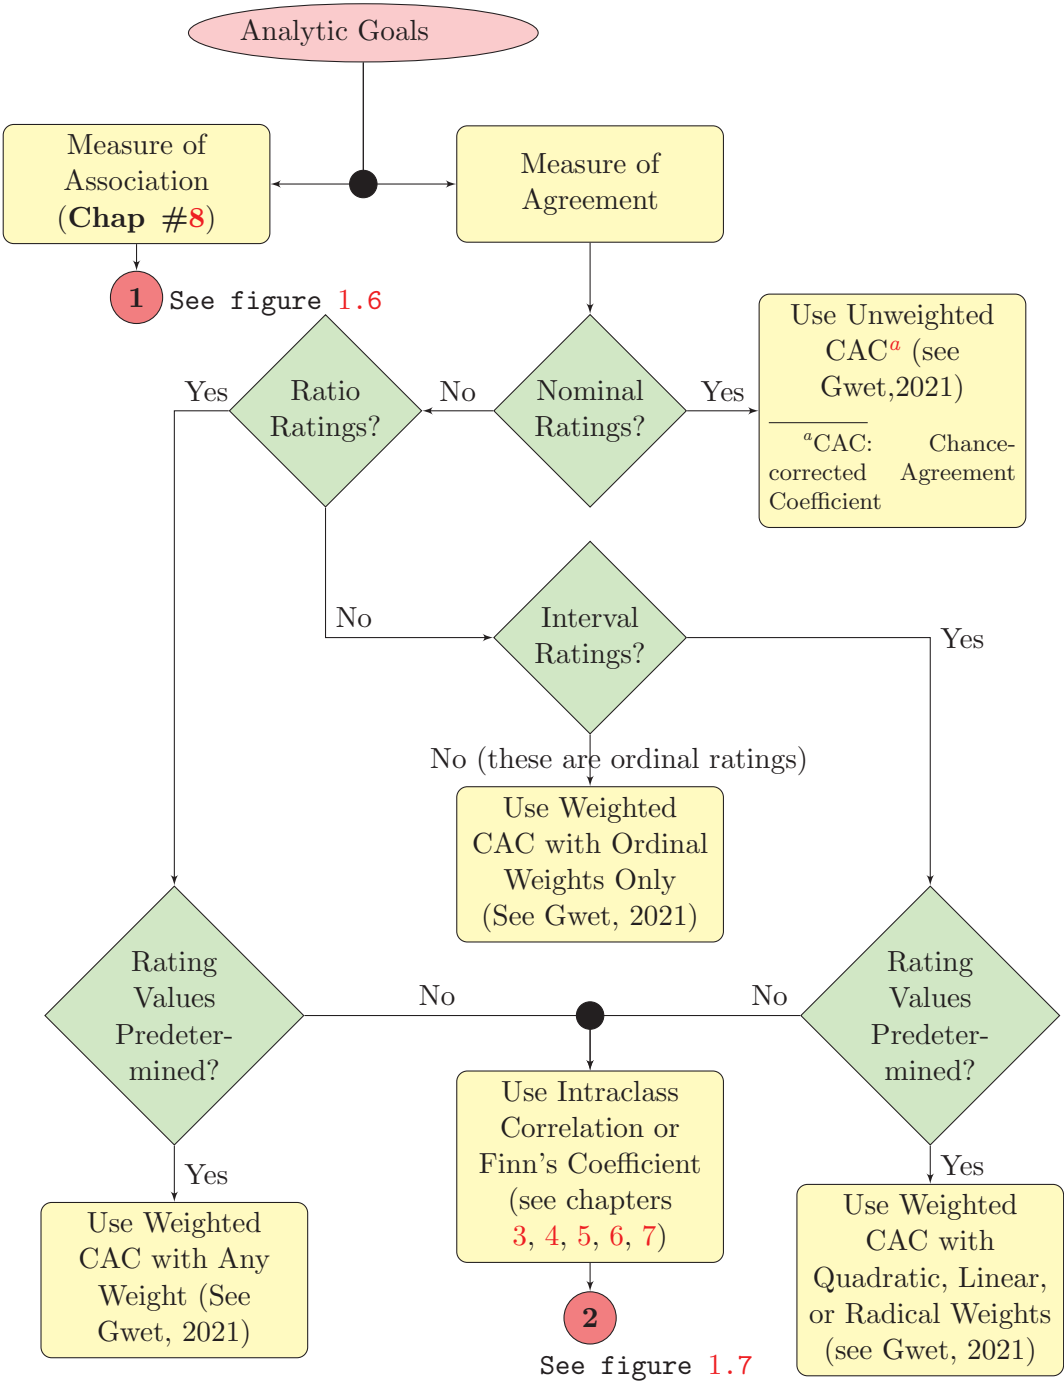 Analytic Goals
Measure of
Association
(Chap #8)
Measure of
Agreement
1
See figure 1.6
Use Unweighted
CACᵃ (see
Gwet,2021)
ᵃCAC: Chance-
corrected Agreement
Coefficient
Yes
Ratio
Ratings?
No
Nominal
Ratings?
Yes
No
Interval
Ratings?
Yes
No (these are ordinal ratings)
Use Weighted
CAC with Ordinal
Weights Only
(See Gwet, 2021)
Rating
Values
Predeter-
mined?
No
No
Rating
Values
Predeter-
mined?
Use Intraclass
Correlation or
Finn's Coefficient
(see chapters
3, 4, 5, 6, 7)
Yes
Yes
Use Weighted
CAC with Any
Weight (See
Gwet, 2021)
Use Weighted
CAC with
Quadratic, Linear,
or Radical Weights
(see Gwet, 2021)
2
See figure 1.7